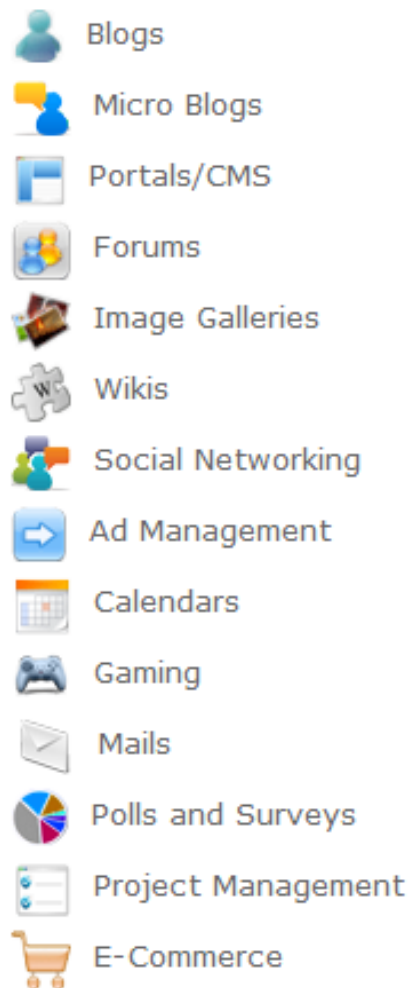 Blogs
Micro Blogs
Portals/CMS
Forums
Image Galleries
W Wikis
Social Networking
Ad Management
Calendars
Gaming
Mails
Polls and Surveys
Project Management
E-Commerce